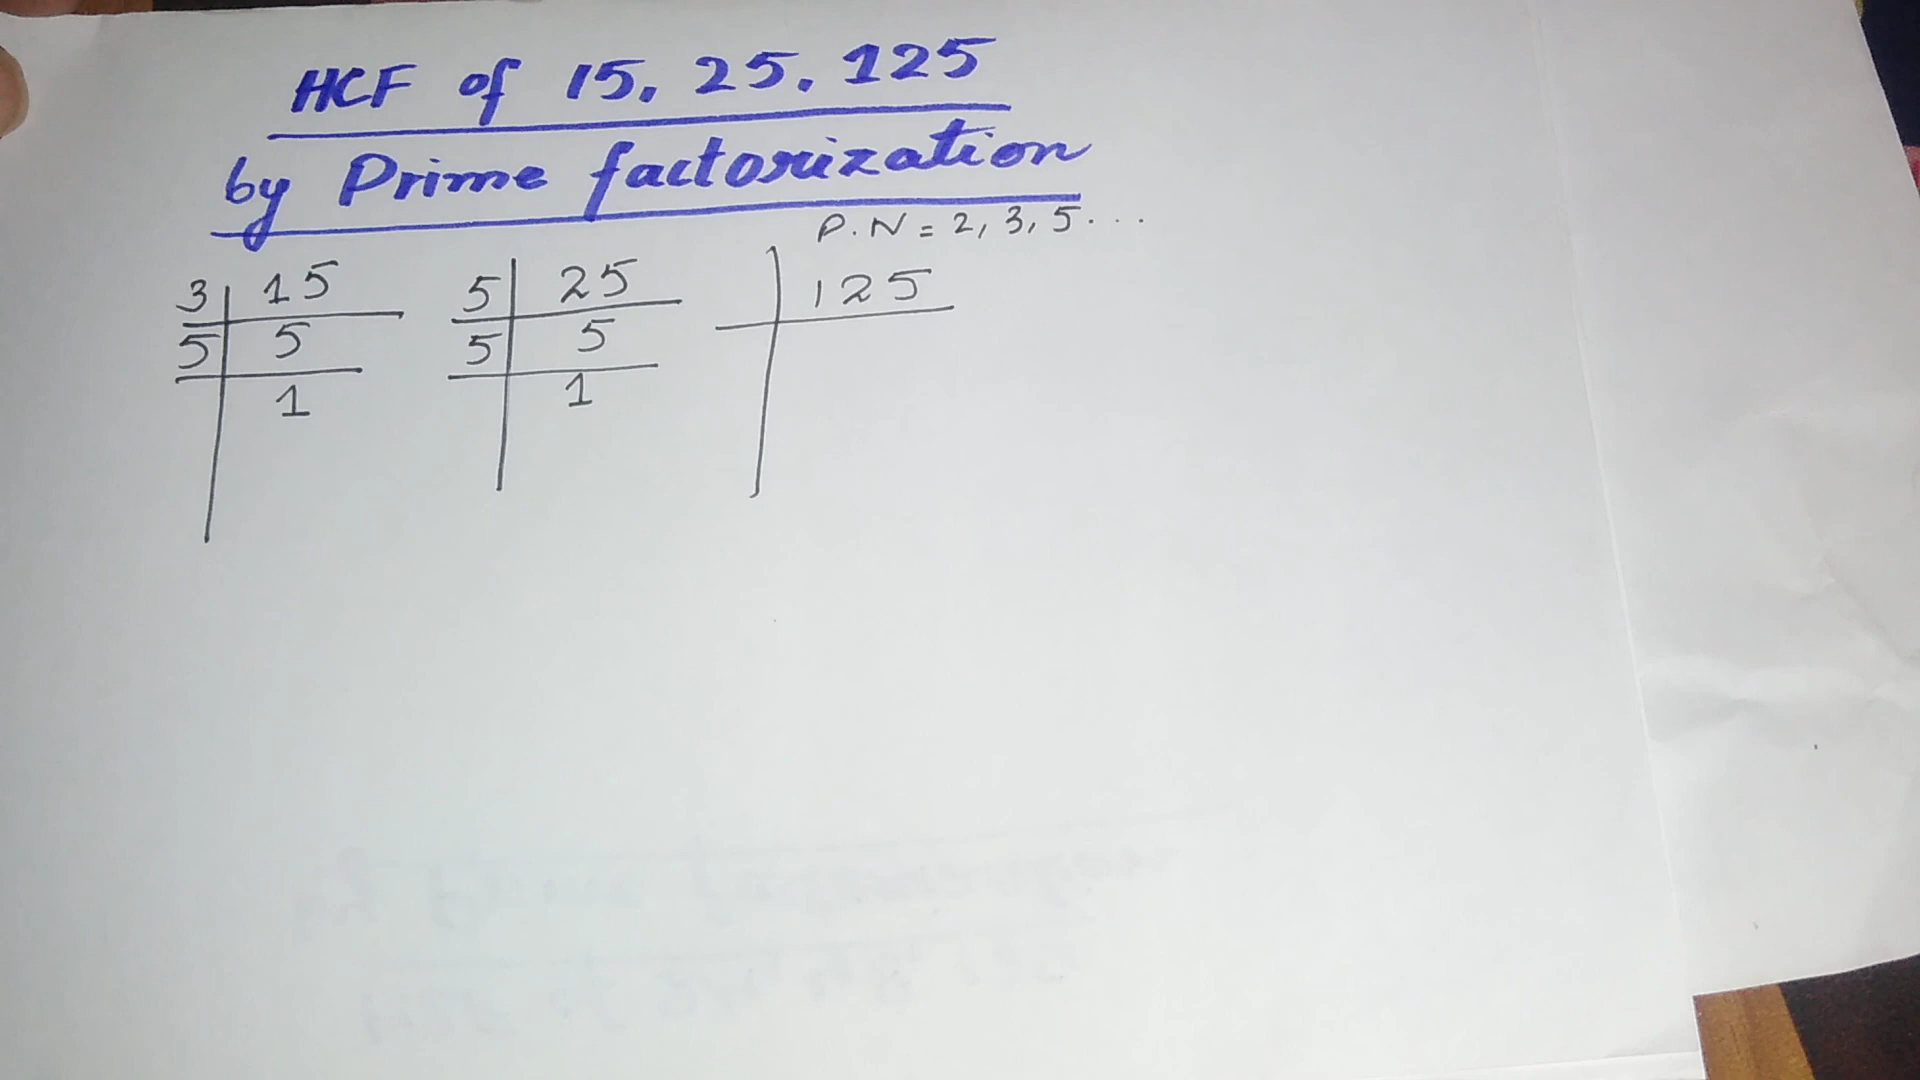 HCF of 15, 25, 125
by Prime factorization
P.N = 2, 3, 5...
3 15
5 5
1
5 25
5 5
1
125